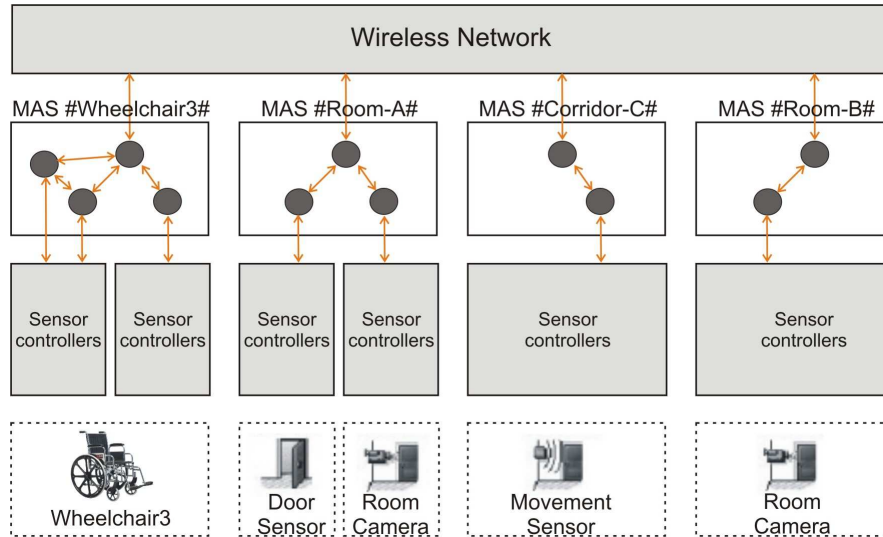 Wireless Network
MAS #Wheelchair3#
MAS #Room-A#
MAS #Corridor-C#
MAS #Room-B#
Sensor
controllers
Sensor
controllers
Sensor
controllers
Sensor
controllers
Sensor
controllers
Sensor
controllers
Wheelchair3
Door
Sensor
Room
Camera
Movement
Sensor
Room
Camera